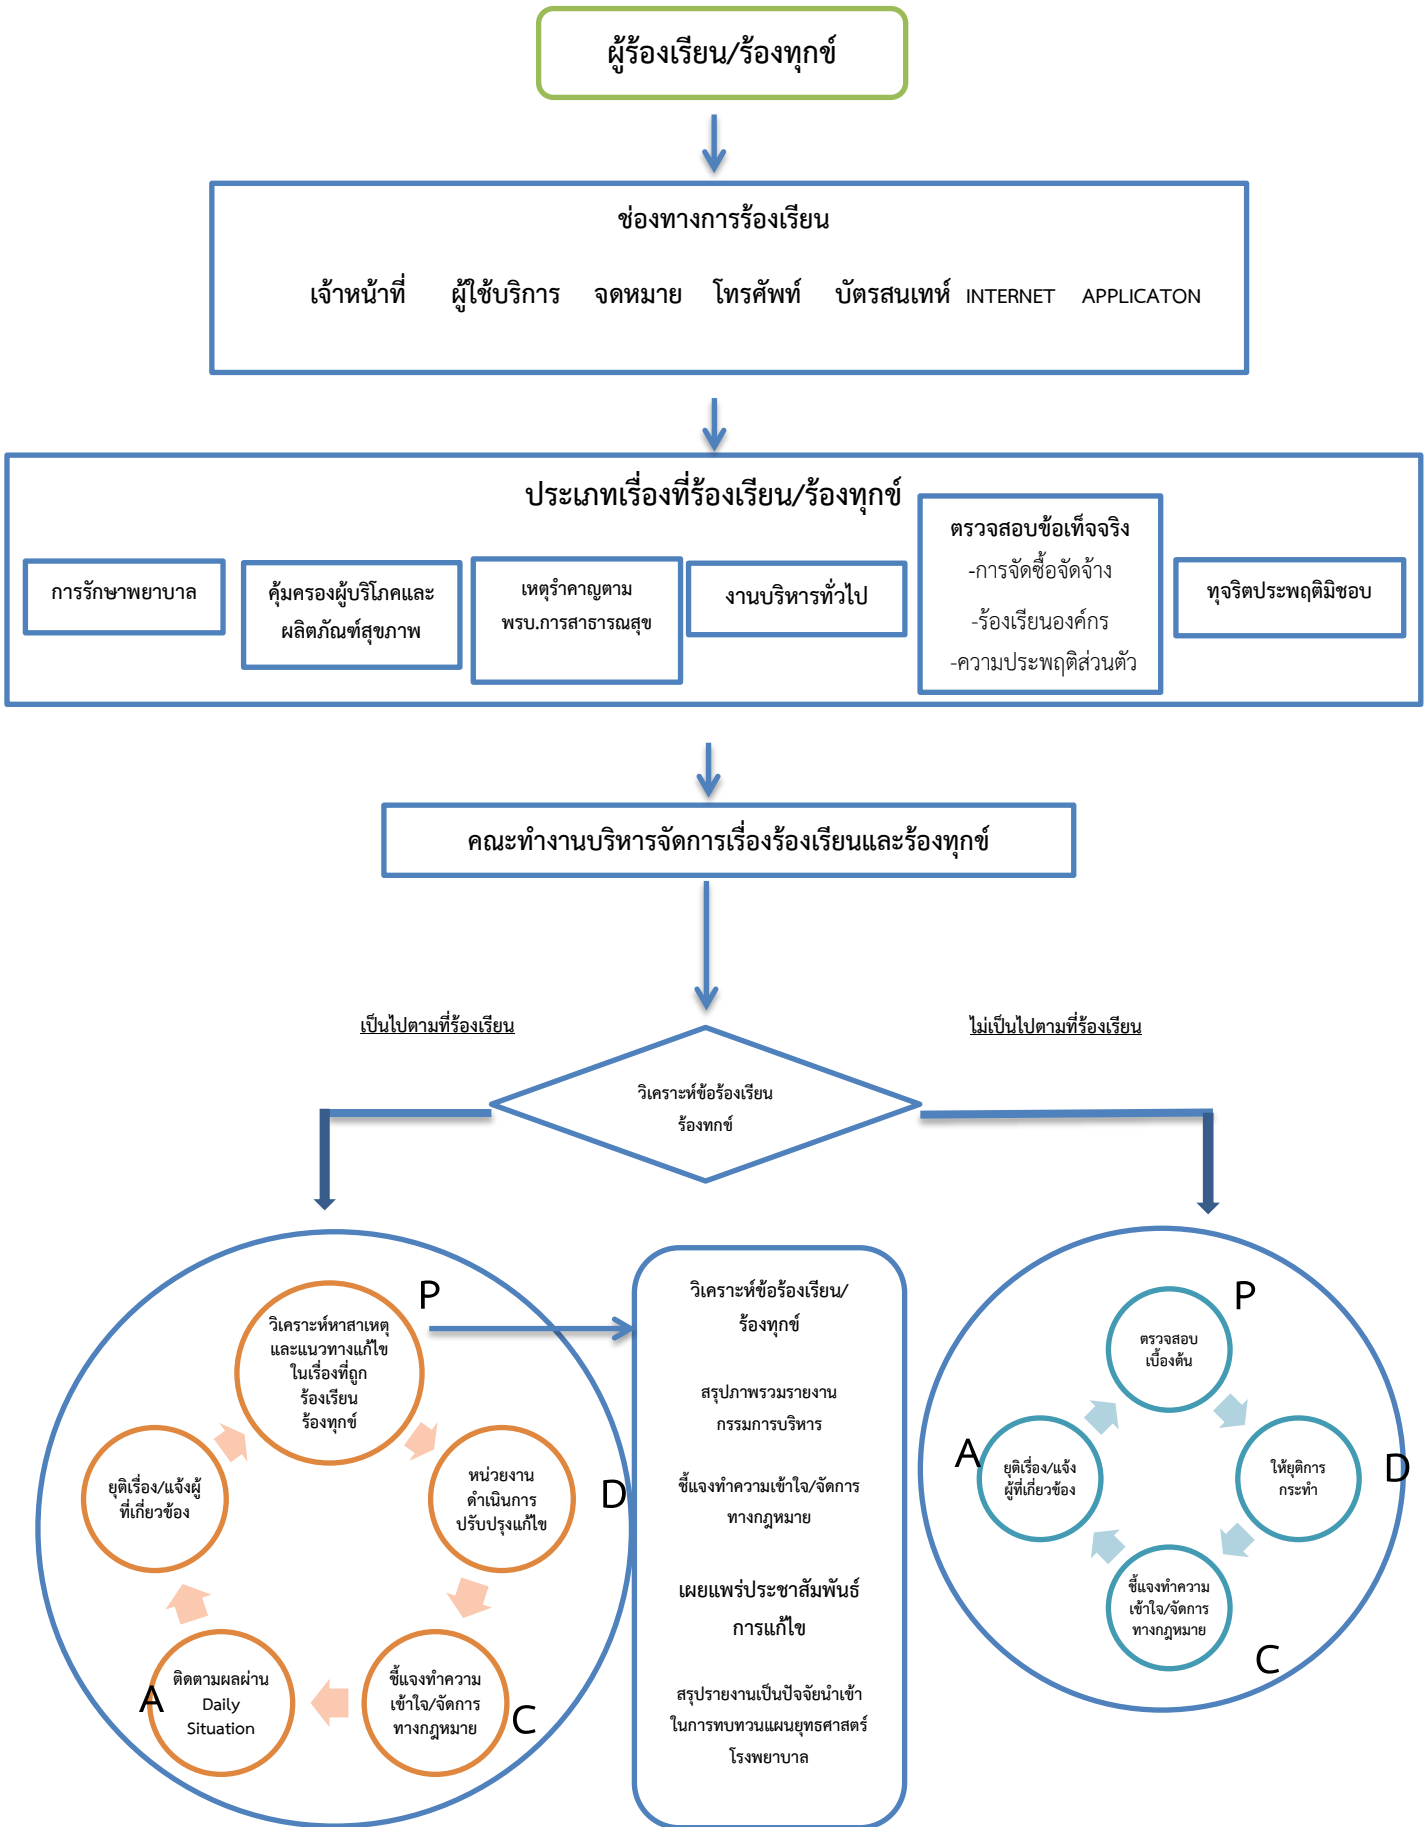 ผู้ร้องเรียน/ร้องทุกข์
ช่องทางการร้องเรียน
เจ้าหน้าที่ ผู้ใช้บริการ จดหมาย โทรศัพท์ บัตรสนเทห์ INTERNET APPLICATON
ประเภทเรื่องที่ร้องเรียน/ร้องทุกข์
การรักษาพยาบาล
คุ้มครองผู้บริโภคและ
ผลิตภัณฑ์สุขภาพ
เหตุรำคาญตาม
พรบ.การสาธารณสุข
งานบริหารทั่วไป
ตรวจสอบข้อเท็จจริง
-การจัดซื้อจัดจ้าง
-ร้องเรียนองค์กร
-ความประพฤติส่วนตัว
ทุจริตประพฤติมิชอบ
คณะทำงานบริหารจัดการเรื่องร้องเรียนและร้องทุกข์
เป็นไปตามที่ร้องเรียน
ไม่เป็นไปตามที่ร้องเรียน
วิเคราะห์ข้อร้องเรียน
ร้องทกข์
P
วิเคราะห์หาสาเหตุ
และแนวทางแก้ไข
ในเรื่องที่ถูก
ร้องเรียน
ร้องทุกข์
D
หน่วยงาน
ดำเนินการ
ปรับปรุงแก้ไข
C
ชี้แจงทำความ
เข้าใจ/จัดการ
ทางกฎหมาย
A
ติดตามผลผ่าน
Daily
Situation
ยุติเรื่อง/แจ้งผู้
ที่เกี่ยวข้อง
วิเคราะห์ข้อร้องเรียน/
ร้องทุกข์
สรุปภาพรวมรายงาน
กรรมการบริหาร
ชี้แจงทำความเข้าใจ/จัดการ
ทางกฎหมาย
เผยแพร่ประชาสัมพันธ์
การแก้ไข
สรุปรายงานเป็นปัจจัยนำเข้า
ในการทบทวนแผนยุทธศาสตร์
โรงพยาบาล
P
ตรวจสอบ
เบื้องต้น
D
ให้ยุติการ
กระทำ
C
ชี้แจงทำความ
เข้าใจ/จัดการ
ทางกฎหมาย
A
ยุติเรื่อง/แจ้ง
ผู้ที่เกี่ยวข้อง